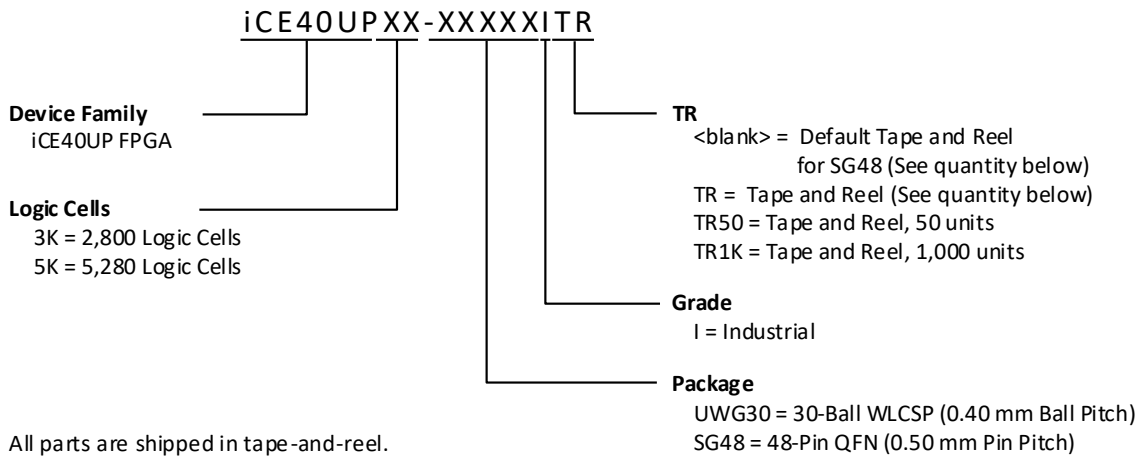 iCE40UPXX-XXXXXITR
Device Family
iCE40UP FPGA
Logic Cells
3K = 2,800 Logic Cells
5K = 5,280 Logic Cells
TR
<blank> = Default Tape and Reel
for SG48 (See quantity below)
TR = Tape and Reel (See quantity below)
TR50 = Tape and Reel, 50 units
TR1K = Tape and Reel, 1,000 units
Grade
I = Industrial
Package
UWG30 = 30-Ball WLCSP (0.40 mm Ball Pitch)
SG48 = 48-Pin QFN (0.50 mm Pin Pitch)
All parts are shipped in tape-and-reel.